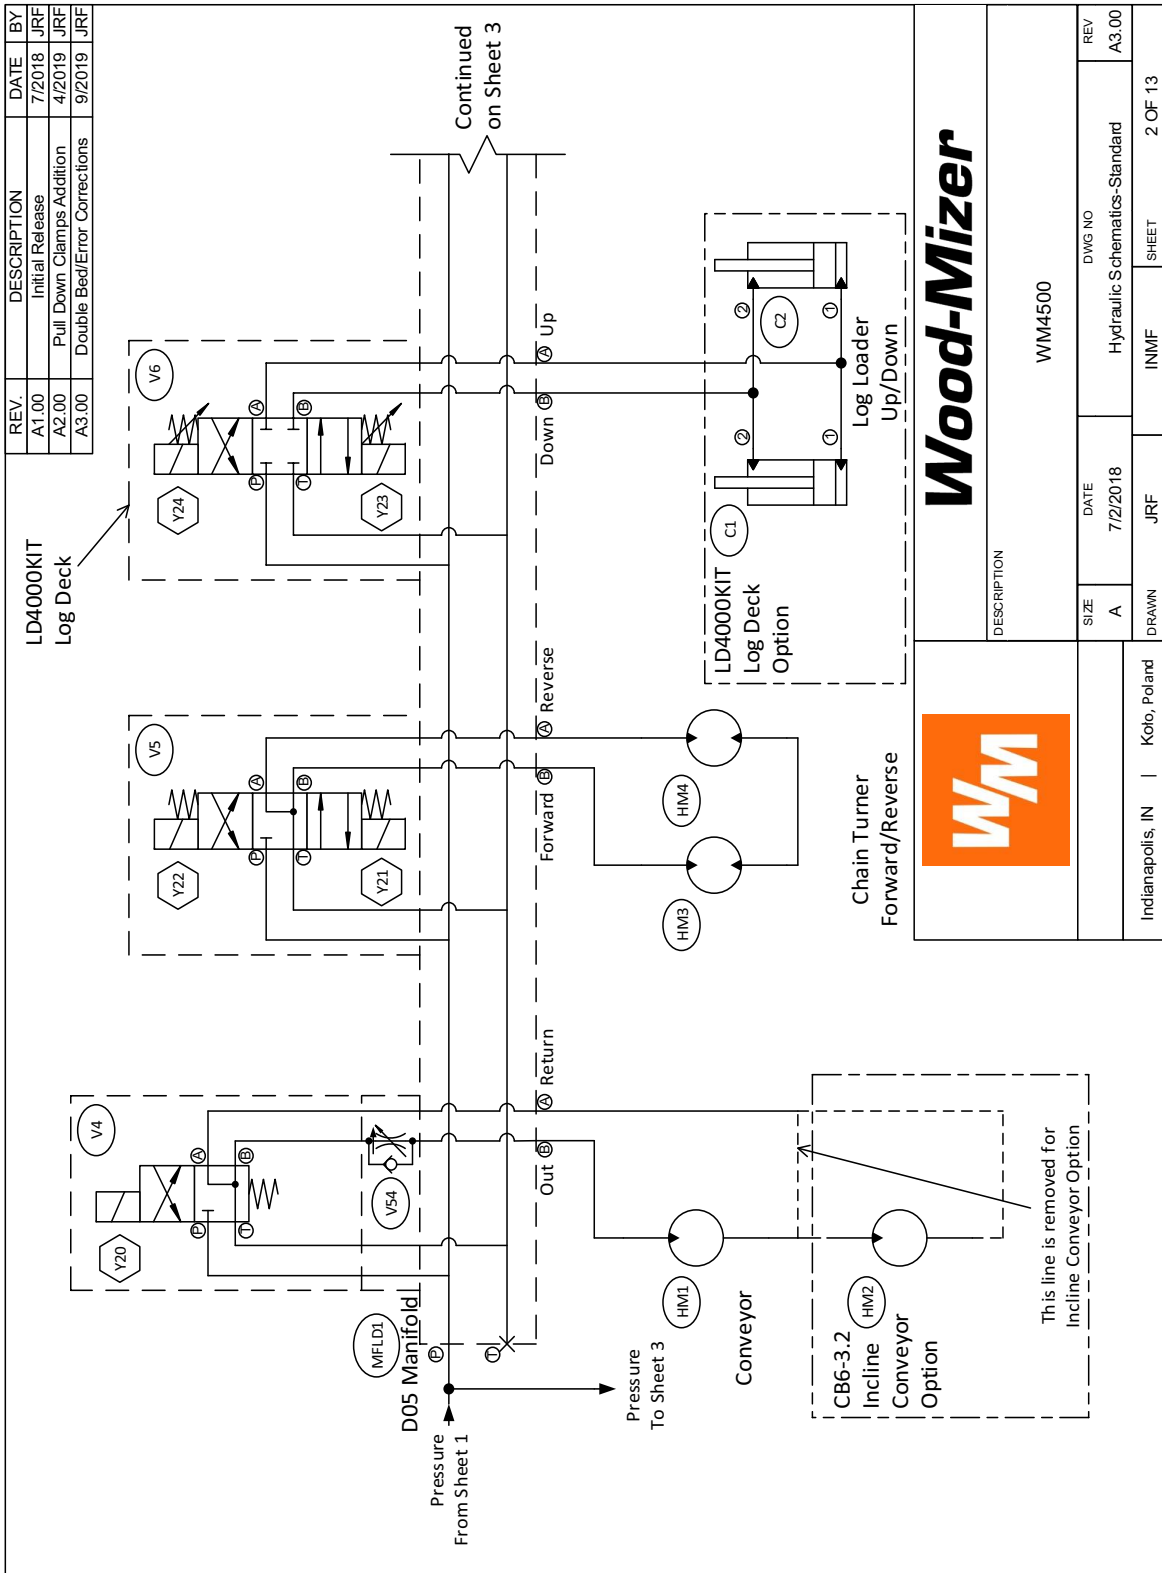 REV. DESCRIPTION DATE BY
A1.00 Initial Release 7/2018 JRF
A2.00 Pull Down Clamps Addition 4/2019 JRF
A3.00 Double Bed/Error Corrections 9/2019 JRF
LD4000KIT
Log Deck
V4
V5
V6
Y20
Y22
Y21
Y24
Y23
A
B
P
T
A
B
P
T
A
B
P
T
V54
MFLD1
D05 Manifold
P
T
Pressure
From Sheet 1
Pressure
To Sheet 3
Continued
on Sheet 3
Out B
A Return
Forward B
A Reverse
Down B
A Up
HM1
Conveyor
CB6-3.2
Incline
Conveyor
Option
HM2
This line is removed for
Incline Conveyor Option
HM3
HM4
Chain Turner
Forward/Reverse
LD4000KIT
Log Deck
Option
C1
C2
2
1
2
1
Log Loader
Up/Down
WM
Indianapolis, IN | Koło, Poland
Wood-Mizer
DESCRIPTION
WM4500
SIZE DATE DWG NO REV
A 7/2/2018 Hydraulic Schematics-Standard A3.00
DRAWN JRF INMF SHEET 2 OF 13